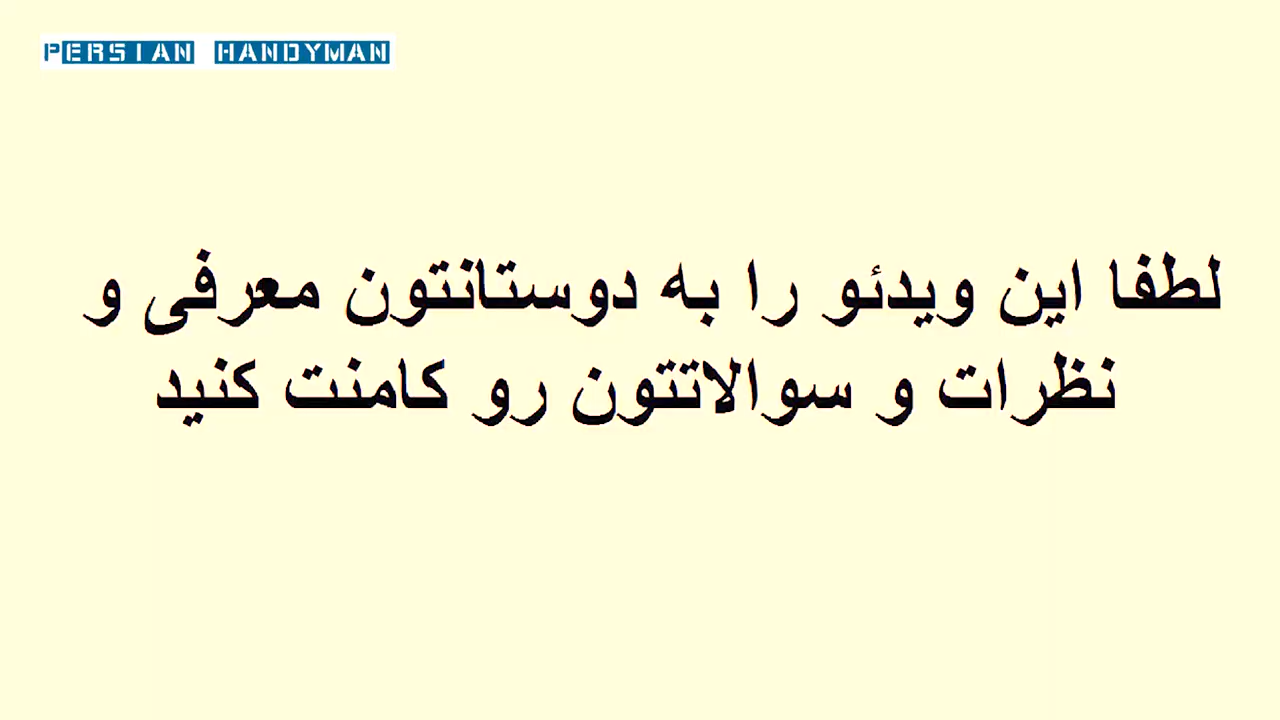 PERSIAN HANDYMAN
لطفا این ویدئو را به دوستانتون معرفی و
نظرات و سوالاتتون رو کامنت کنید